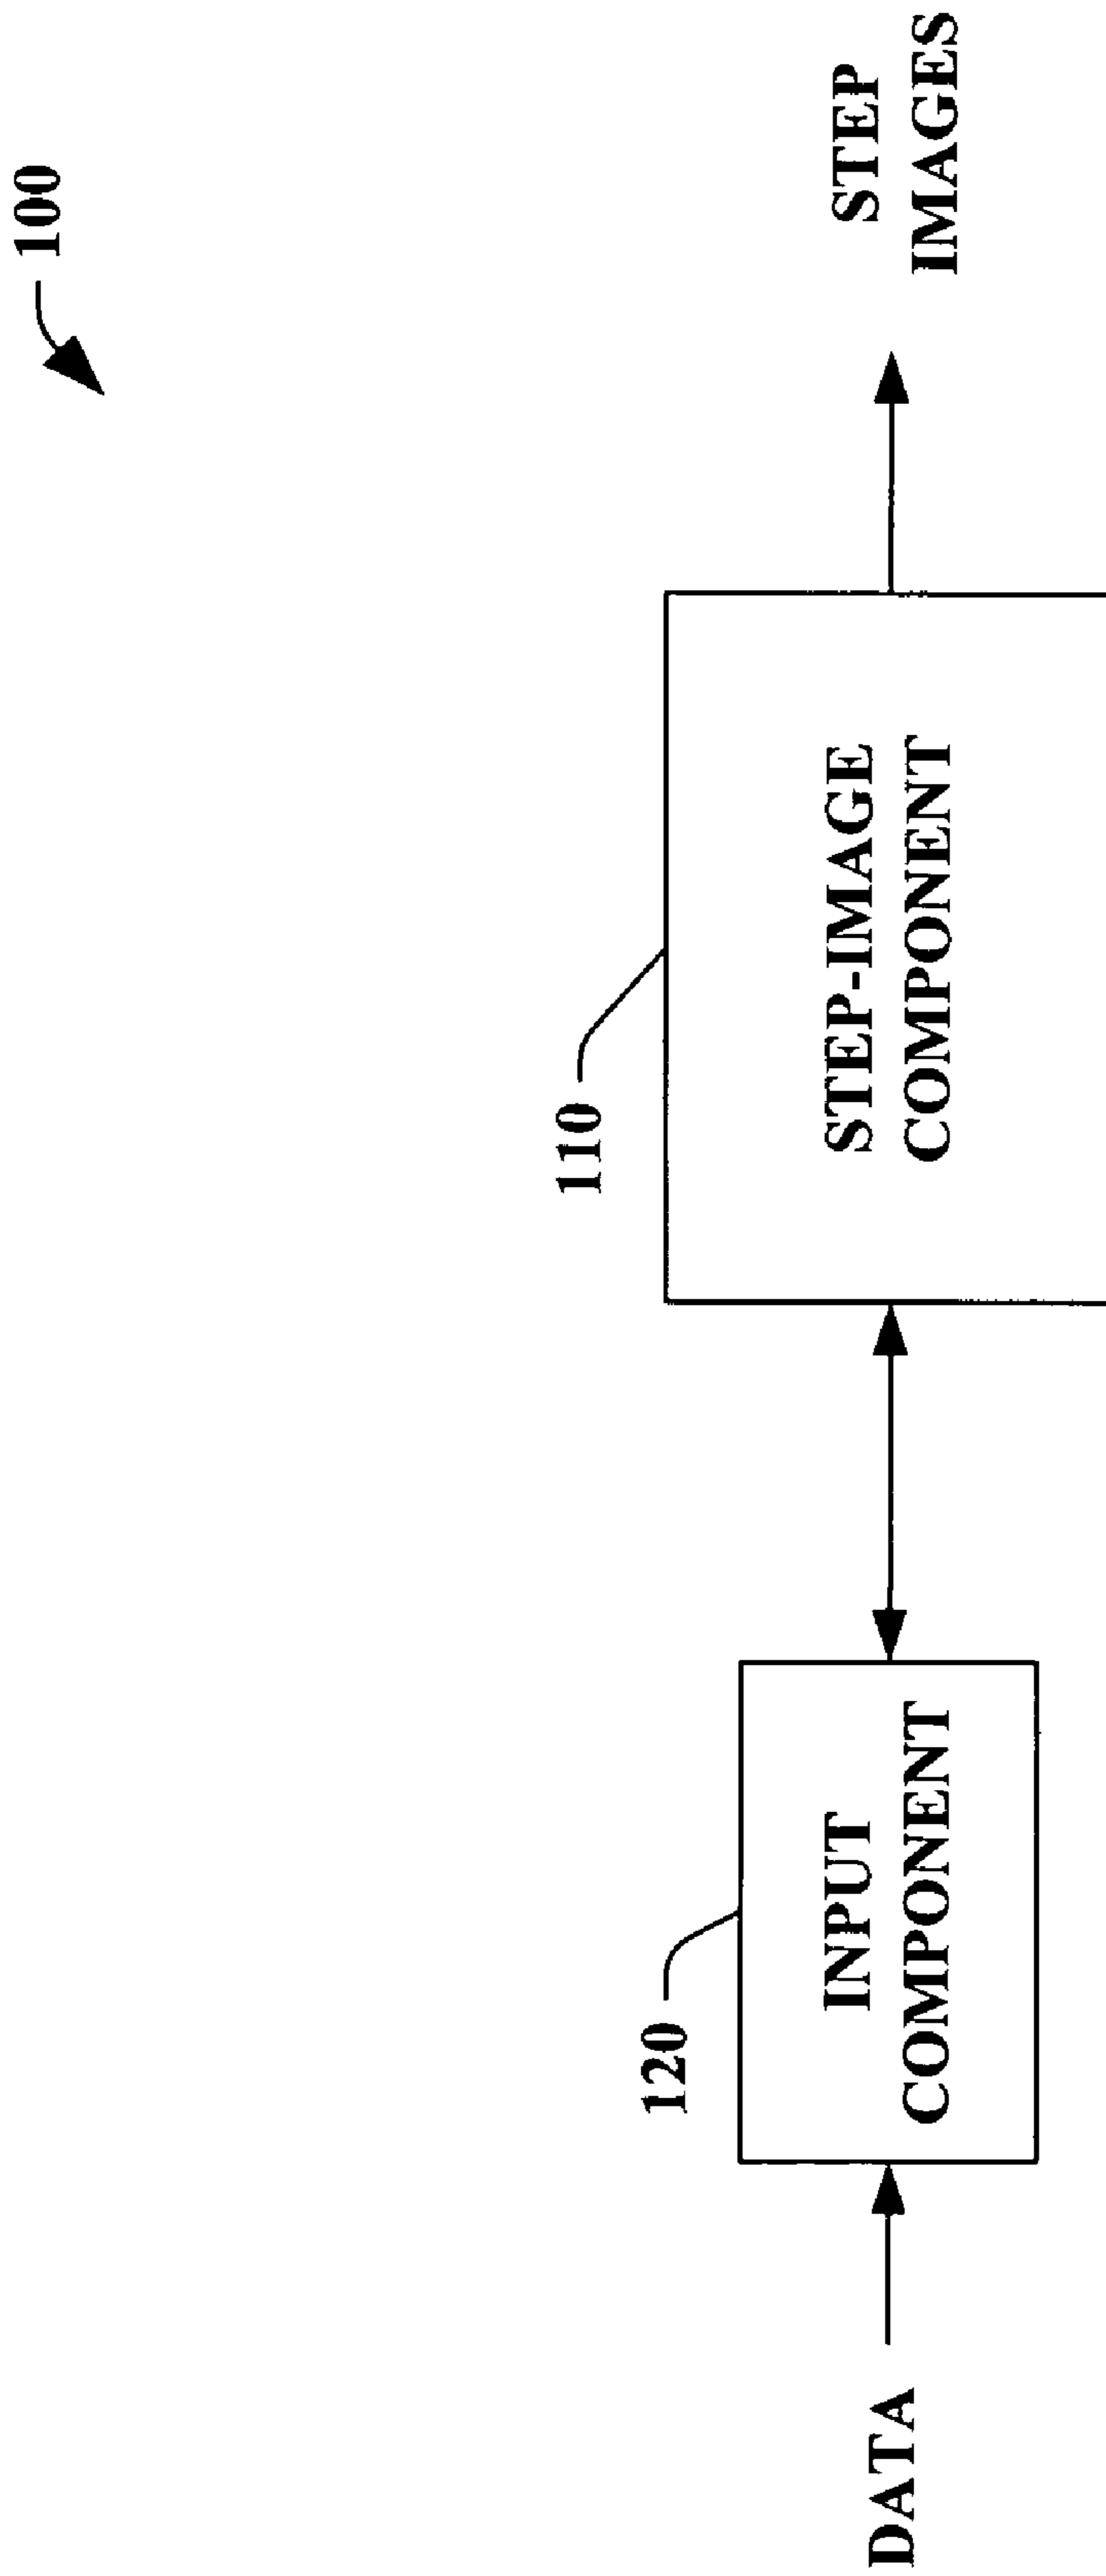 100
110
120
DATA
INPUT
COMPONENT
STEP-IMAGE
COMPONENT
STEP
IMAGES